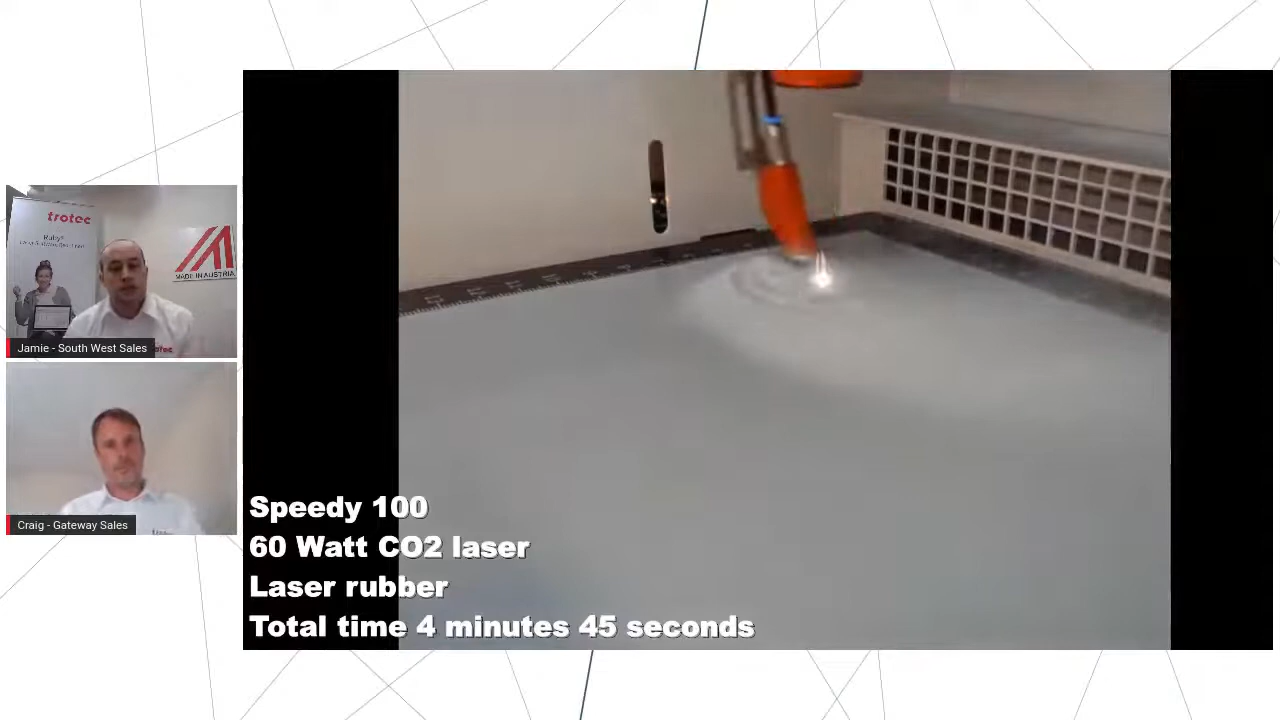 trotec
Ruby®
MADE IN AUSTRIA
Jamie - South West Sales
Craig - Gateway Sales
Speedy 100
60 Watt CO2 laser
Laser rubber
Total time 4 minutes 45 seconds